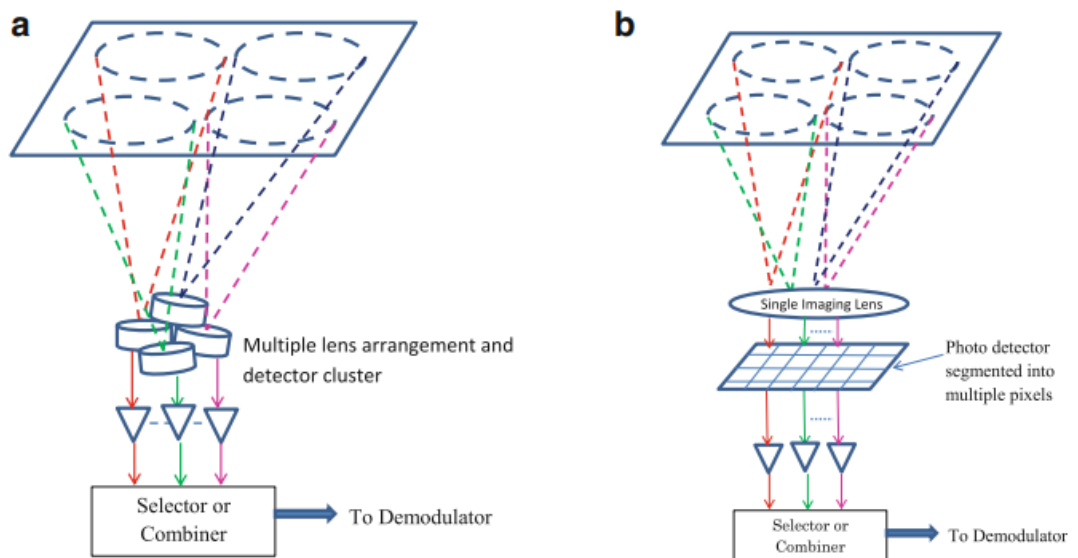 a
Multiple lens arrangement and
detector cluster
Selector or
Combiner
To Demodulator
b
Single Imaging Lens
Photo detector
segmented into
multiple pixels
Selector or
Combiner
To Demodulator